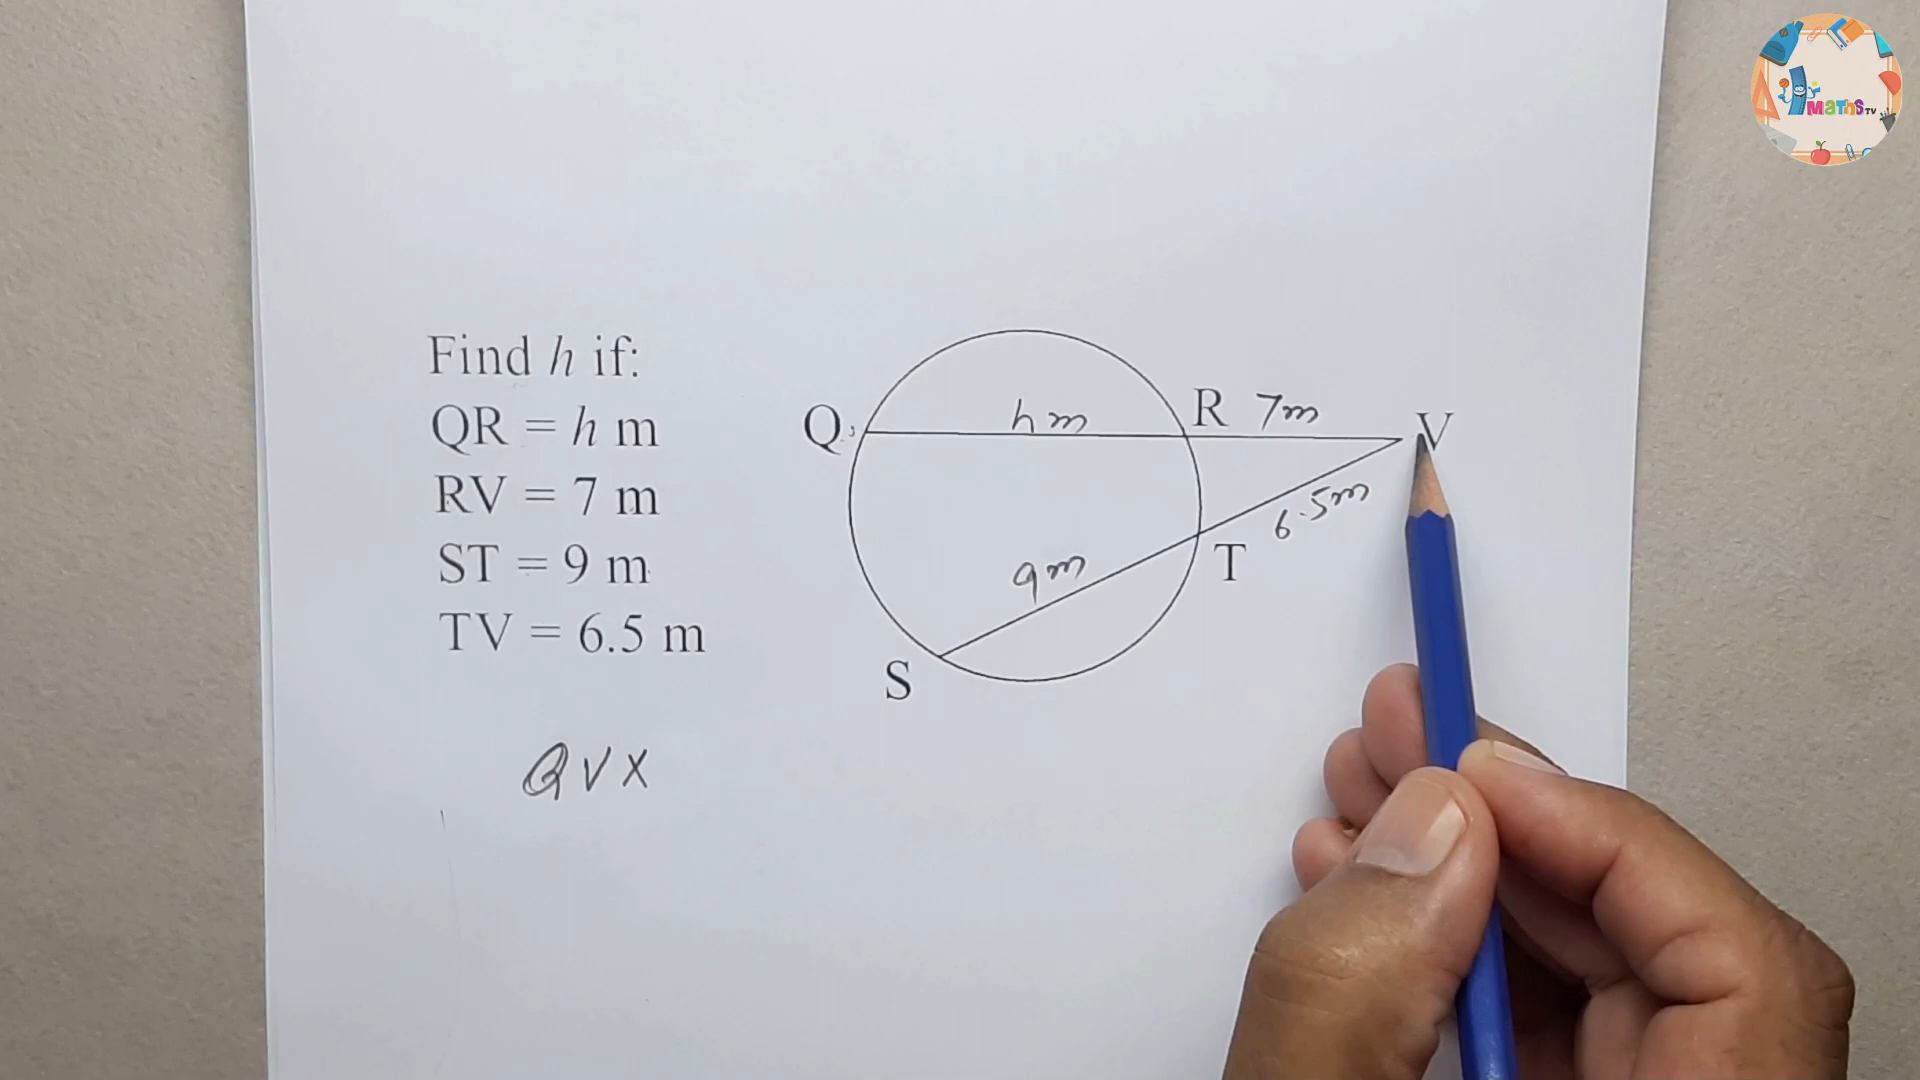 Find h if:
QR = h m
RV = 7 m
ST = 9 m
TV = 6.5 m
QVX
Q
h m
R
7m
V
6.5m
T
9m
S
MATHS TV